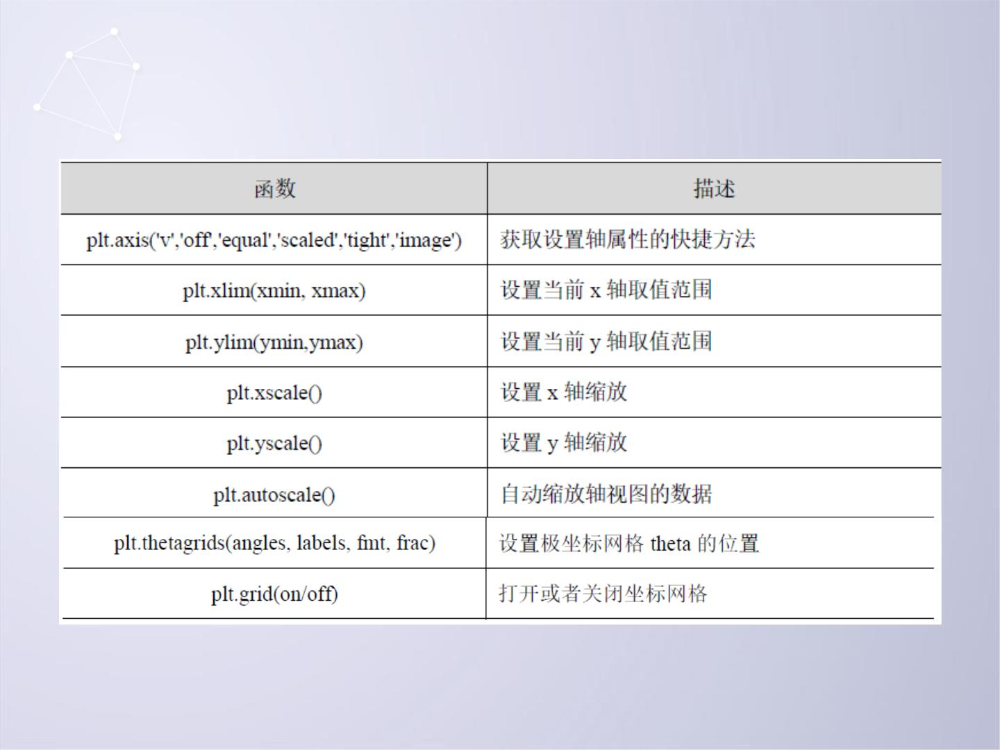 函数 描述
plt.axis('v','off','equal','scaled','tight','image') 获取设置轴属性的快捷方法
plt.xlim(xmin, xmax) 设置当前 x 轴取值范围
plt.ylim(ymin,ymax) 设置当前 y 轴取值范围
plt.xscale() 设置 x 轴缩放
plt.yscale() 设置 y 轴缩放
plt.autoscale() 自动缩放轴视图的数据
plt.thetagrids(angles, labels, fmt, frac) 设置极坐标网格 theta 的位置
plt.grid(on/off) 打开或者关闭坐标网格